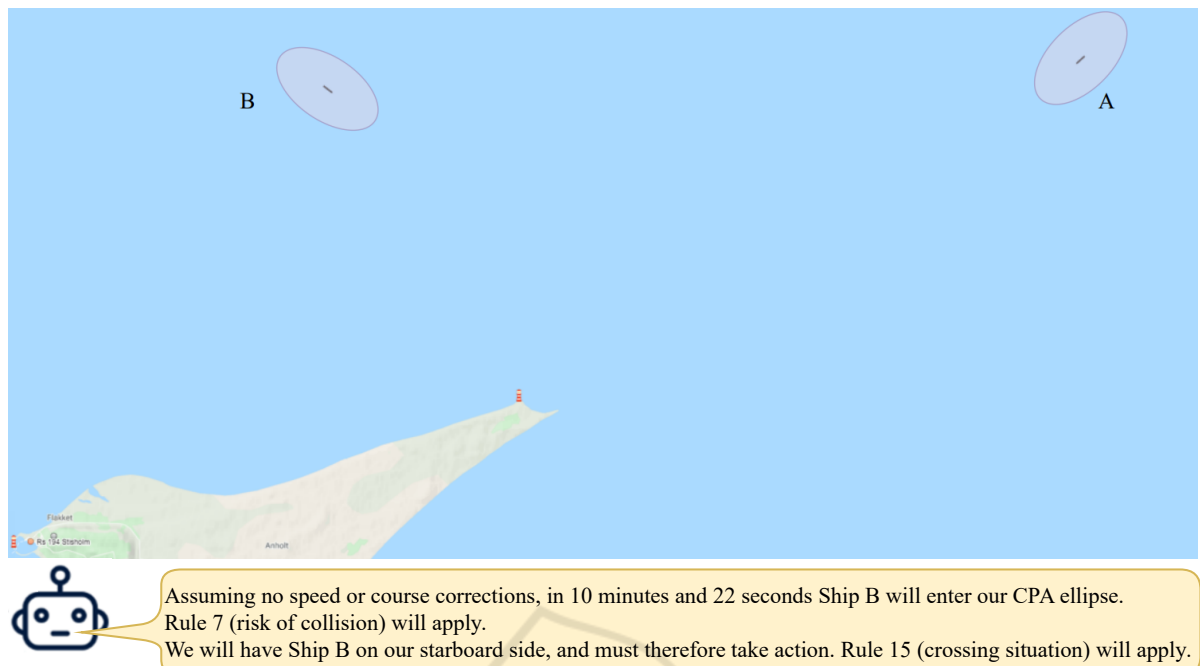 B
A
Flakket
Anholt
Assuming no speed or course corrections, in 10 minutes and 22 seconds Ship B will enter our CPA ellipse.
Rule 7 (risk of collision) will apply.
We will have Ship B on our starboard side, and must therefore take action. Rule 15 (crossing situation) will apply.